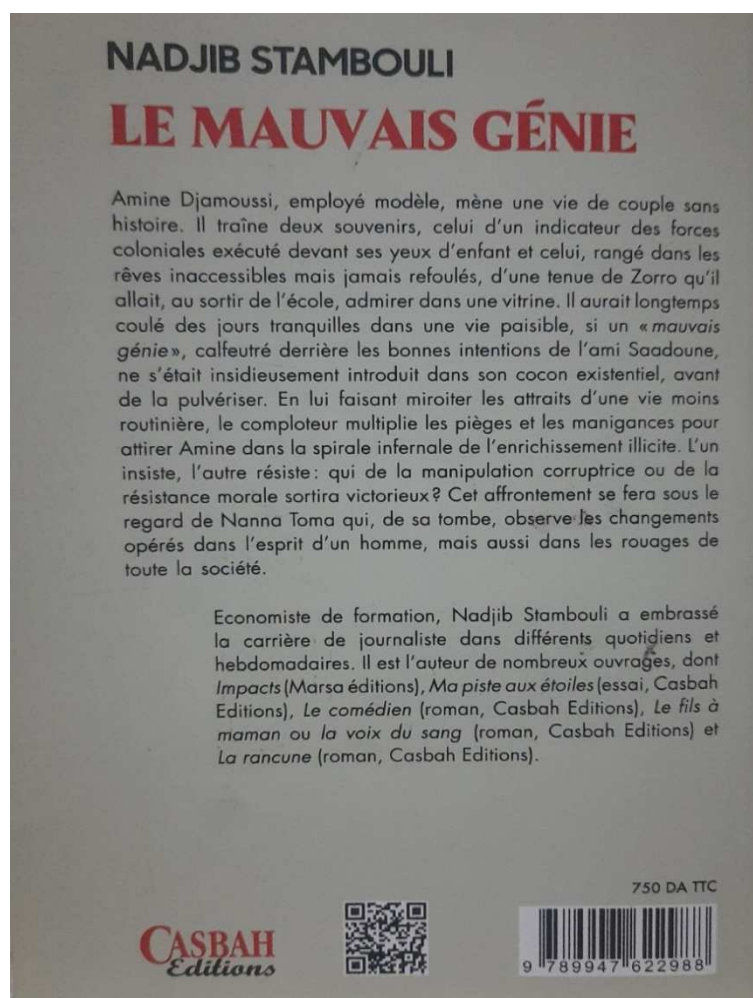 NADJIB STAMBOULI
LE MAUVAIS GÉNIE
Amine Djamoussi, employé modèle, mène une vie de couple sans
histoire. Il traîne deux souvenirs, celui d'un indicateur des forces
coloniales exécuté devant ses yeux d'enfant et celui, rangé dans les
rêves inaccessibles mais jamais refoulés, d'une tenue de Zorro qu'il
allait, au sortir de l'école, admirer dans une vitrine. Il aurait longtemps
coulé des jours tranquilles dans une vie paisible, si un « mauvais
génie », calfeutré derrière les bonnes intentions de l'ami Saadoune,
ne s'était insidieusement introduit dans son cocon existentiel, avant
de la pulvériser. En lui faisant miroiter les attraits d'une vie moins
routinière, le comploteur multiplie les pièges et les manigances pour
attirer Amine dans la spirale infernale de l'enrichissement illicite. L'un
insiste, l'autre résiste : qui de la manipulation corruptrice ou de la
résistance morale sortira victorieux ? Cet affrontement se fera sous le
regard de Nanna Toma qui, de sa tombe, observe les changements
opérés dans l'esprit d'un homme, mais aussi dans les rouages de
toute la société.
Economiste de formation, Nadjib Stambouli a embrassé
la carrière de journaliste dans différents quotidiens et
hebdomadaires. Il est l'auteur de nombreux ouvrages, dont
Impacts (Marsa éditions), Ma piste aux étoiles (essai, Casbah
Editions), Le comédien (roman, Casbah Editions), Le fils à
maman ou la voix du sang (roman, Casbah Editions) et
La rancune (roman, Casbah Editions).
750 DA TTC
CASBAH
Editions
9 789947 622988